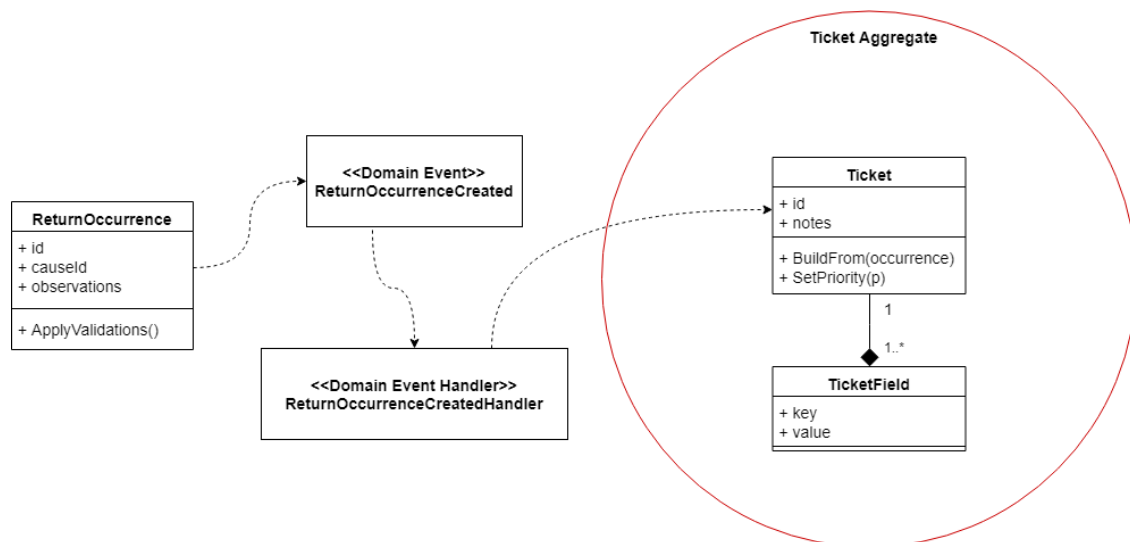 Ticket Aggregate
<<Domain Event>>
ReturnOccurrenceCreated
Ticket
+ id
+ notes
+ BuildFrom(occurrence)
+ SetPriority(p)
ReturnOccurrence
+ id
+ causeId
+ observations
+ ApplyValidations()
1
1..*
<<Domain Event Handler>>
ReturnOccurrenceCreatedHandler
TicketField
+ key
+ value